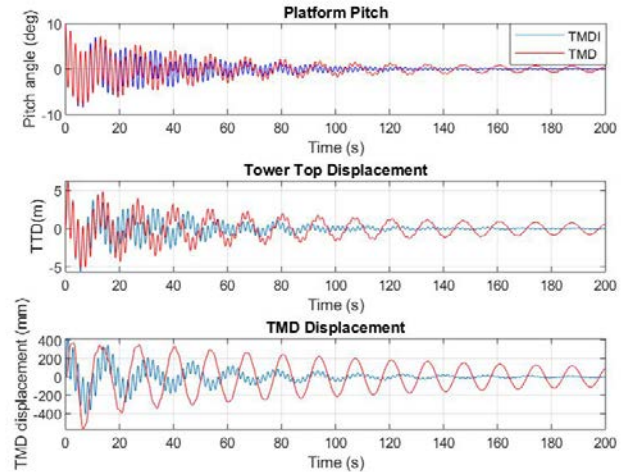 Platform Pitch
Pitch angle (deg)
10
0
-10
TMDI
TMD
0 20 40 60 80 100 120 140 160 180 200
Time (s)
Tower Top Displacement
TTD(m)
5
0
-5
0 20 40 60 80 100 120 140 160 180 200
Time (s)
TMD Displacement
TMD displacement (mm)
400
200
0
-200
-400
0 20 40 60 80 100 120 140 160 180 200
Time (s)